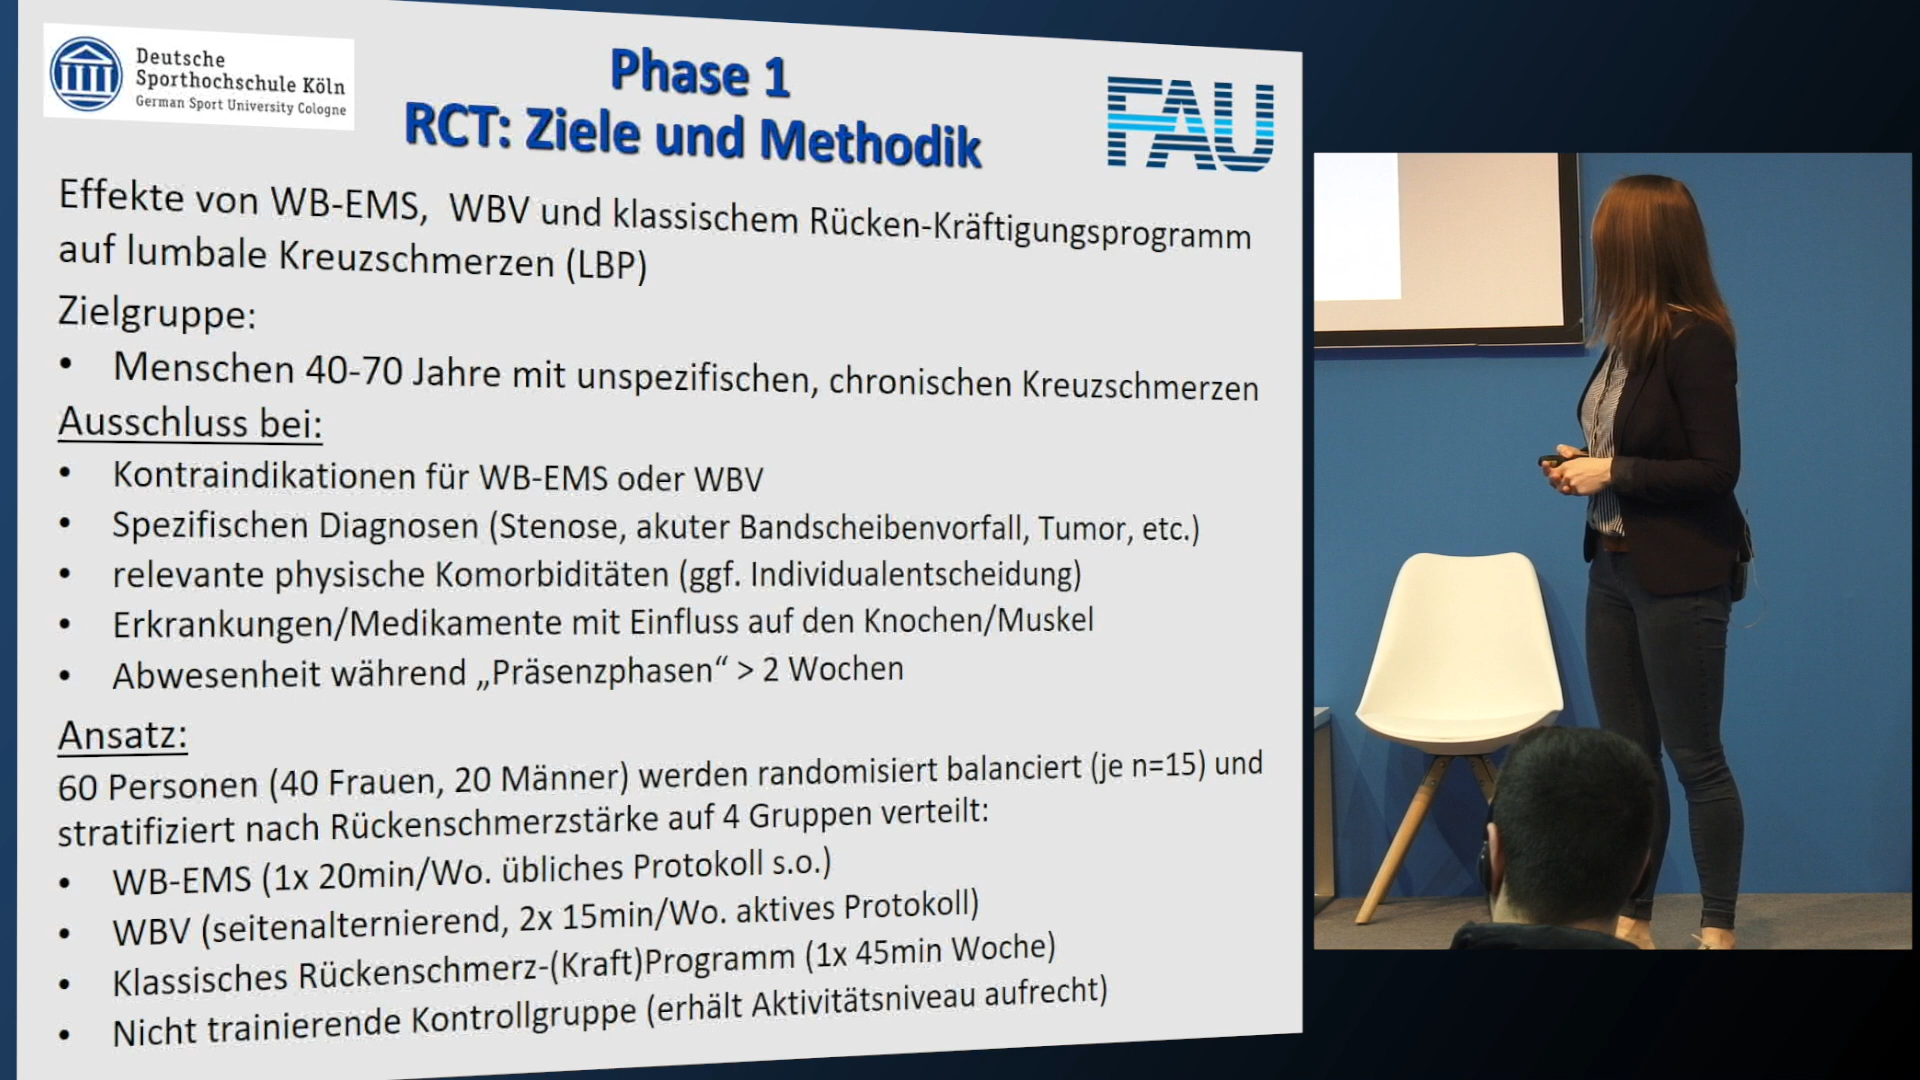 Deutsche
Sporthochschule Köln
German Sport University Cologne
Phase 1
RCT: Ziele und Methodik
FAU
Effekte von WB-EMS, WBV und klassischem Rücken-Kräftigungsprogramm
auf lumbale Kreuzschmerzen (LBP)
Zielgruppe:
• Menschen 40-70 Jahre mit unspezifischen, chronischen Kreuzschmerzen
Ausschluss bei:
• Kontraindikationen für WB-EMS oder WBV
• Spezifischen Diagnosen (Stenose, akuter Bandscheibenvorfall, Tumor, etc.)
• relevante physische Komorbiditäten (ggf. Individualentscheidung)
• Erkrankungen/Medikamente mit Einfluss auf den Knochen/Muskel
• Abwesenheit während „Präsenzphasen“ > 2 Wochen
Ansatz:
60 Personen (40 Frauen, 20 Männer) werden randomisiert balanciert (je n=15) und
stratifiziert nach Rückenschmerzstärke auf 4 Gruppen verteilt:
• WB-EMS (1x 20min/Wo. übliches Protokoll s.o.)
• WBV (seitenalternierend, 2x 15min/Wo. aktives Protokoll)
• Klassisches Rückenschmerz-(Kraft)Programm (1x 45min Woche)
• Nicht trainierende Kontrollgruppe (erhält Aktivitätsniveau aufrecht)